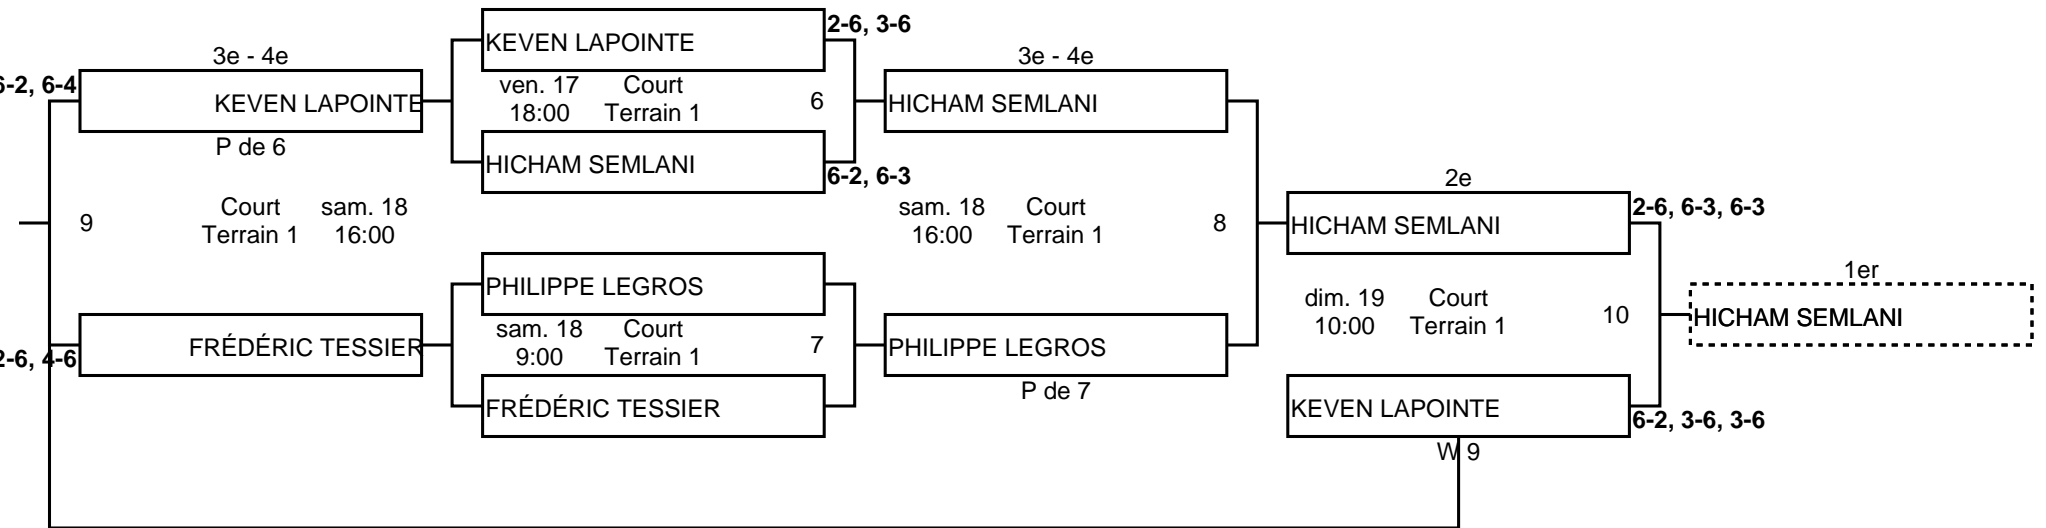 2-6, 3-6
KEVEN LAPOINTE
3e - 4e
3e - 4e
6-2, 6-4
ven. 17 Court
KEVEN LAPOINTE
6
HICHAM SEMLANI
18:00 Terrain 1
P de 6
HICHAM SEMLANI
6-2, 6-3
2e
Court sam. 18
sam. 18 Court
2-6, 6-3, 6-3
9
8
HICHAM SEMLANI
Terrain 1 16:00
16:00 Terrain 1
1er
PHILIPPE LEGROS
dim. 19 Court
10
HICHAM SEMLANI
10:00 Terrain 1
sam. 18 Court
FRÉDÉRIC TESSIER
7
PHILIPPE LEGROS
2-6, 4-6
9:00 Terrain 1
P de 7
FRÉDÉRIC TESSIER
KEVEN LAPOINTE
6-2, 3-6, 3-6
W 9